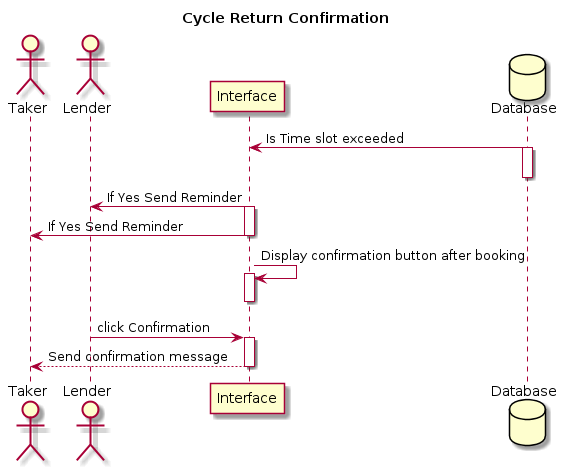 Cycle Return Confirmation
Taker
Lender
Interface
Database
Is Time slot exceeded
If Yes Send Reminder
If Yes Send Reminder
Display confirmation button after booking
click Confirmation
Send confirmation message
Taker
Lender
Interface
Database